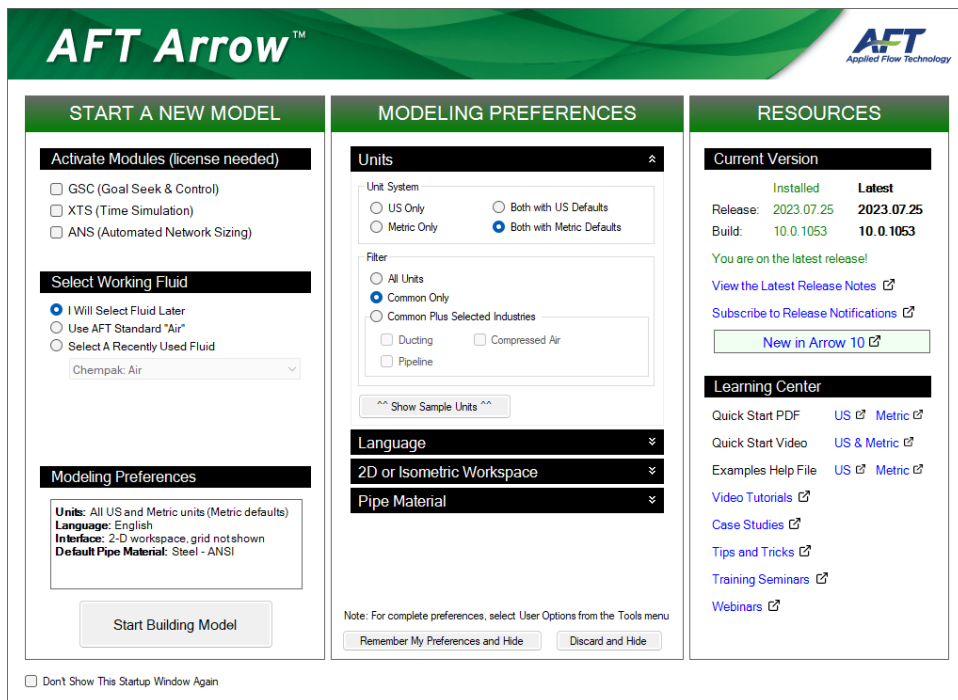 AFT Arrow™
AFT
Applied Flow Technology
START A NEW MODEL
Activate Modules (license needed)
GSC (Goal Seek & Control)
XTS (Time Simulation)
ANS (Automated Network Sizing)
Select Working Fluid
I Will Select Fluid Later
Use AFT Standard "Air"
Select A Recently Used Fluid
Chempak: Air
Modeling Preferences
Units: All US and Metric units (Metric defaults)
Language: English
Interface: 2-D workspace, grid not shown
Default Pipe Material: Steel - ANSI
Start Building Model
MODELING PREFERENCES
Units
Unit System
US Only
Both with US Defaults
Metric Only
Both with Metric Defaults
Filter
All Units
Common Only
Common Plus Selected Industries
Ducting
Compressed Air
Pipeline
^^ Show Sample Units ^^
Language
2D or Isometric Workspace
Pipe Material
Note: For complete preferences, select User Options from the Tools menu
Remember My Preferences and Hide
Discard and Hide
RESOURCES
Current Version
Installed Latest
Release: 2023.07.25 2023.07.25
Build: 10.0.1053 10.0.1053
You are on the latest release!
View the Latest Release Notes
Subscribe to Release Notifications
New in Arrow 10
Learning Center
Quick Start PDF US Metric
Quick Start Video US & Metric
Examples Help File US Metric
Video Tutorials
Case Studies
Tips and Tricks
Training Seminars
Webinars
Don't Show This Startup Window Again